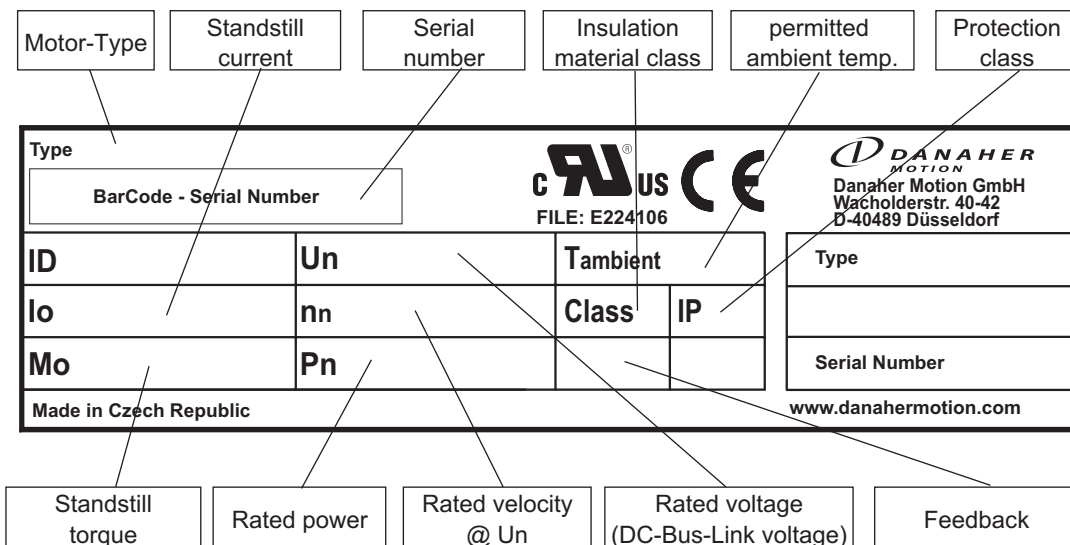 Motor-Type
Standstill
current
Serial
number
Insulation
material class
permitted
ambient temp.
Protection
class
Type
BarCode - Serial Number
C RU US ® CE
FILE: E224106
DANAHER
MOTION
Danaher Motion GmbH
Wacholderstr. 40-42
D-40489 Düsseldorf
ID
Un
Tambient
Type
Io
nn
Class
IP
Mo
Pn
Serial Number
Made in Czech Republic
www.danahermotion.com
Standstill
torque
Rated power
Rated velocity
@ Un
Rated voltage
(DC-Bus-Link voltage)
Feedback